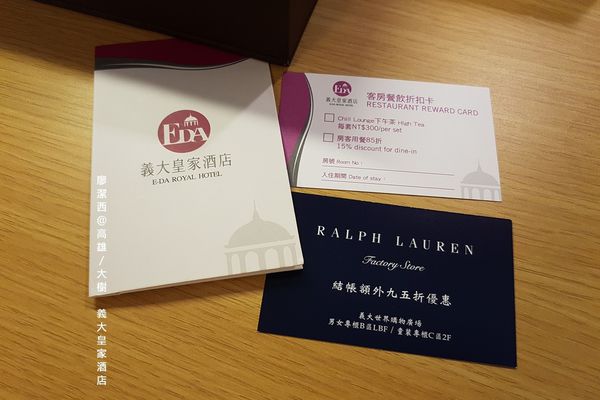 EDA
義大皇家酒店
E-DA ROYAL HOTEL
EDA
義大皇家酒店
E-DA ROYAL HOTEL
客房餐飲折扣卡
RESTAURANT REWARD CARD
Chill Lounge下午茶 High Tea
每套NT$300/per set
房客用餐85折
15% discount for dine-in
房號 Room No :
入住期間 Date of stay :
RALPH LAUREN
Factory Store
結帳額外九五折優惠
義大世界購物廣場
男女專櫃B區LBF / 童裝專櫃C區2F
廖潔西@高雄/大樹 義大皇家酒店